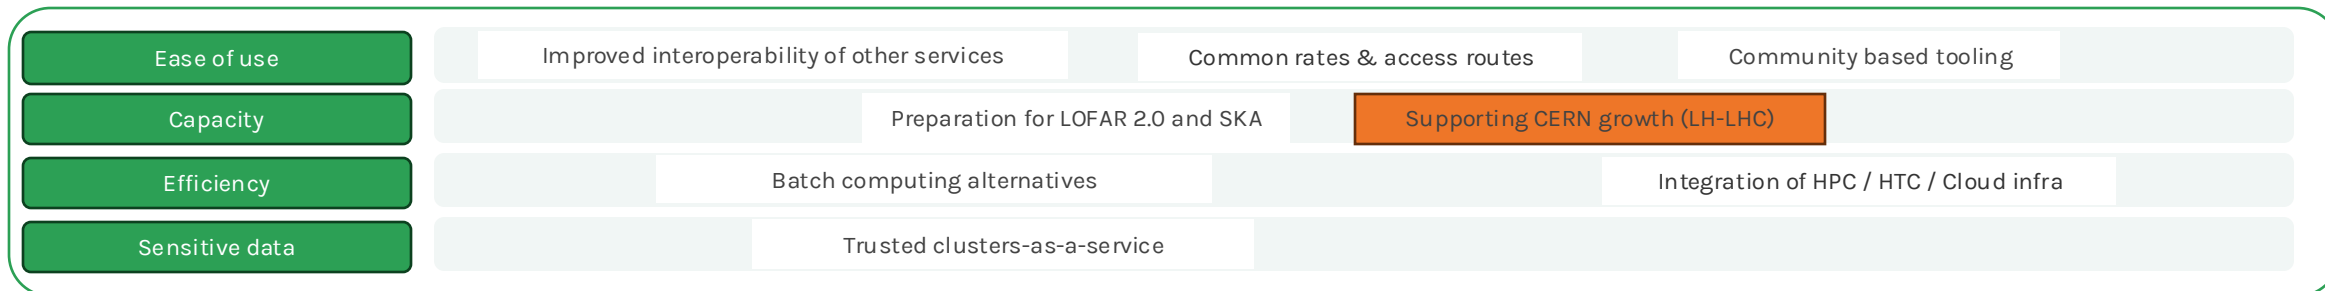 Ease of use
Improved interoperability of other services
Common rates & access routes
Community based tooling
Capacity
Preparation for LOFAR 2.0 and SKA
Supporting CERN growth (LH-LHC)
Efficiency
Batch computing alternatives
Integration of HPC / HTC / Cloud infra
Sensitive data
Trusted clusters-as-a-service